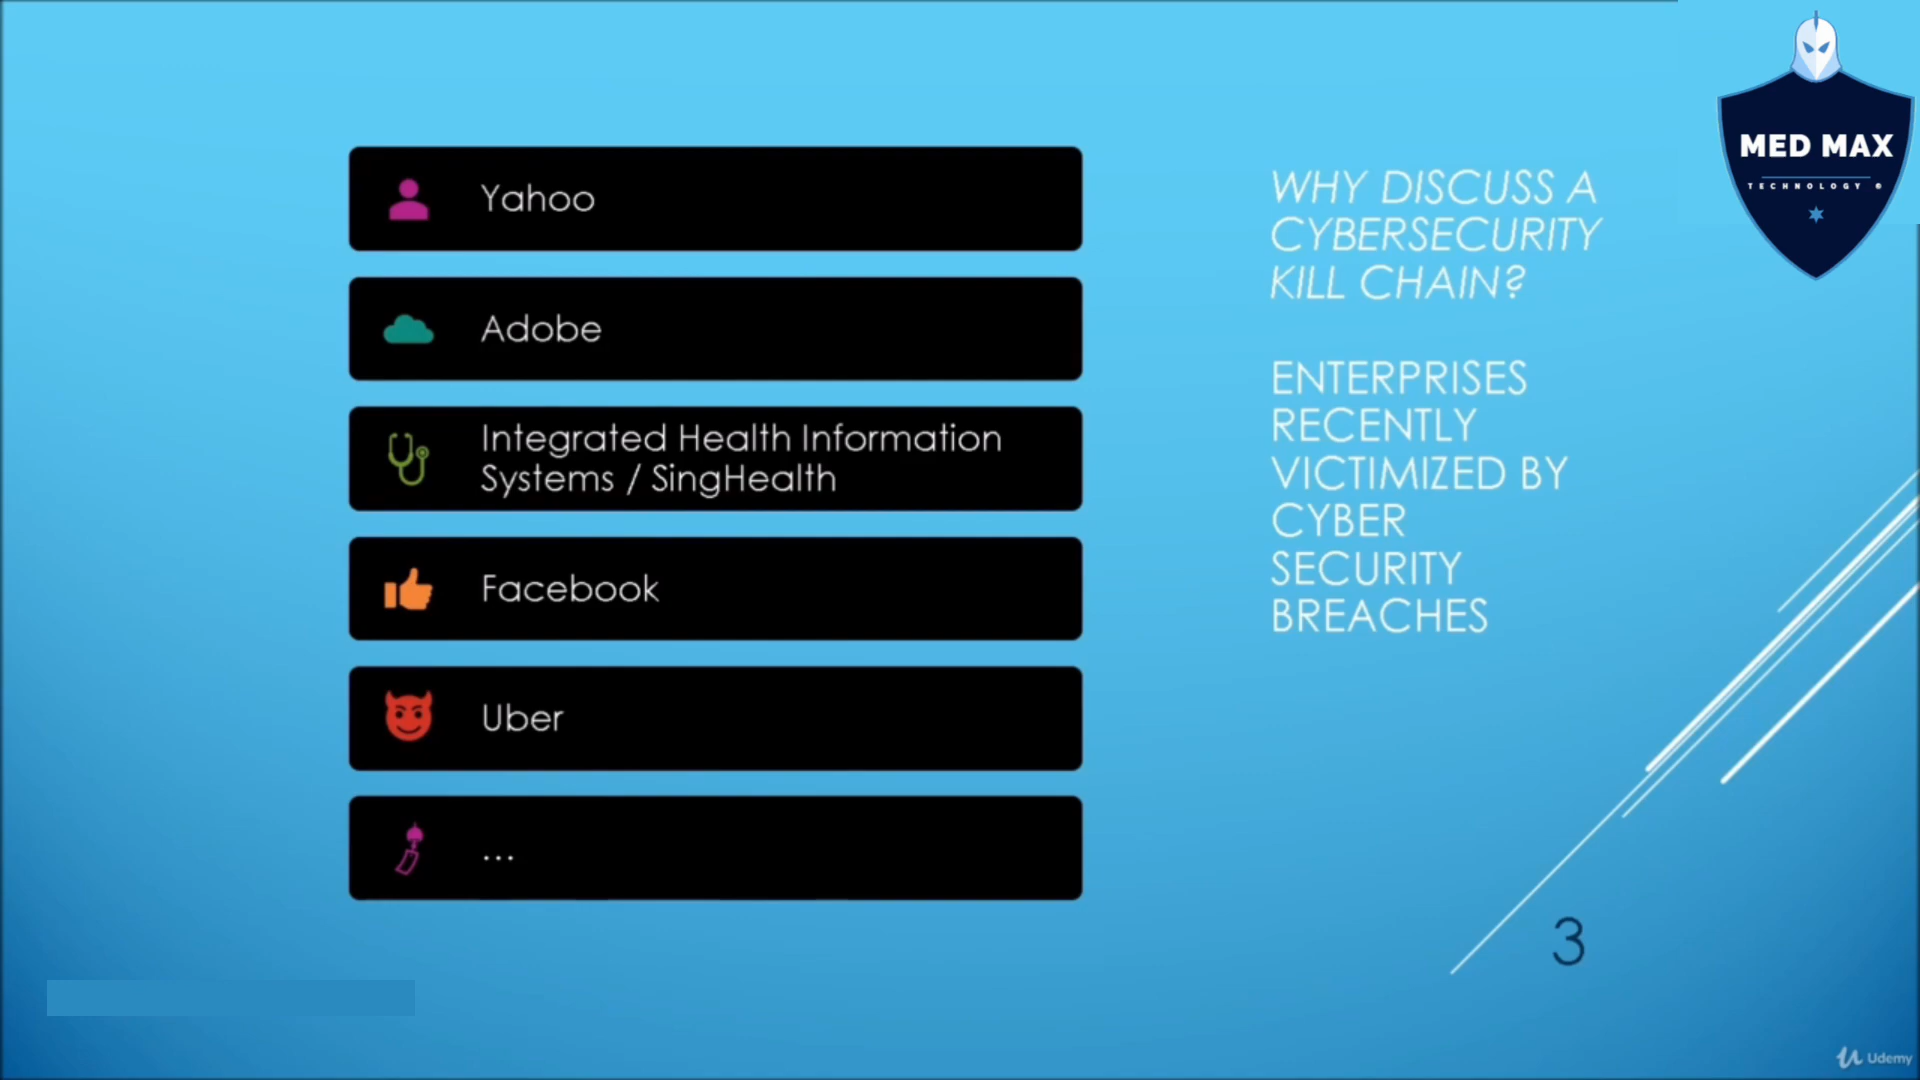 Yahoo
Adobe
Integrated Health Information
Systems / SingHealth
Facebook
Uber
...
WHY DISCUSS A
CYBERSECURITY
KILL CHAIN?
ENTERPRISES
RECENTLY
VICTIMIZED BY
CYBER
SECURITY
BREACHES
3
MED MAX
TECHNOLOGY ®
Udemy